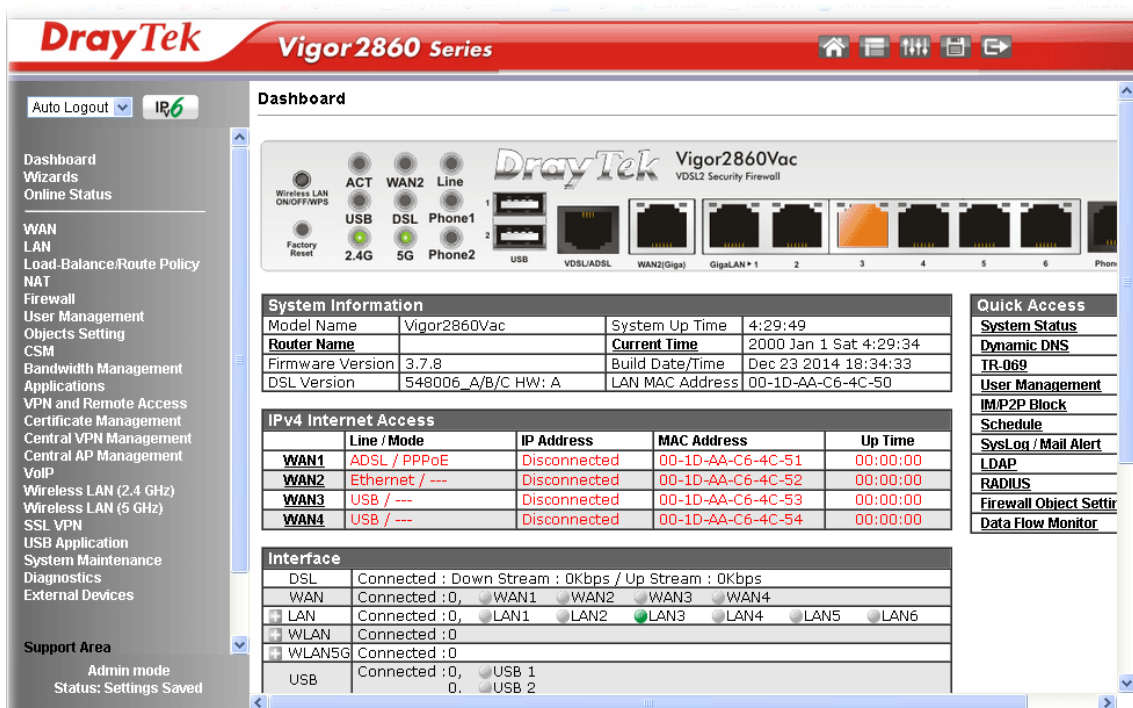 DrayTek
Vigor2860 Series
Auto Logout
IPv6
Dashboard
Wizards
Online Status
WAN
LAN
Load-Balance/Route Policy
NAT
Firewall
User Management
Objects Setting
CSM
Bandwidth Management
Applications
VPN and Remote Access
Certificate Management
Central VPN Management
Central AP Management
VoIP
Wireless LAN (2.4 GHz)
Wireless LAN (5 GHz)
SSL VPN
USB Application
System Maintenance
Diagnostics
External Devices
Support Area
Admin mode
Status: Settings Saved
Dashboard
DrayTek Vigor2860Vac
VDSL2 Security Firewall
Wireless LAN
ON/OFF/WPS
ACT WAN2 Line
USB DSL Phone1
Factory
Reset
2.4G 5G Phone2
1
2
USB VDSL/ADSL WAN2(Giga) GigaLAN 1 2 3 4 5 6 Phon
System Information
Model Name Vigor2860Vac System Up Time 4:29:49
Router Name Current Time 2000 Jan 1 Sat 4:29:34
Firmware Version 3.7.8 Build Date/Time Dec 23 2014 18:34:33
DSL Version 548006_A/B/C HW: A LAN MAC Address 00-1D-AA-C6-4C-50
IPv4 Internet Access
Line / Mode IP Address MAC Address Up Time
WAN1 ADSL / PPPoE Disconnected 00-1D-AA-C6-4C-51 00:00:00
WAN2 Ethernet / --- Disconnected 00-1D-AA-C6-4C-52 00:00:00
WAN3 USB / --- Disconnected 00-1D-AA-C6-4C-53 00:00:00
WAN4 USB / --- Disconnected 00-1D-AA-C6-4C-54 00:00:00
Interface
DSL Connected : Down Stream : 0Kbps / Up Stream : 0Kbps
WAN Connected :0, WAN1 WAN2 WAN3 WAN4
LAN Connected :0, LAN1 LAN2 LAN3 LAN4 LAN5 LAN6
WLAN Connected :0
WLAN5G Connected :0
USB Connected :0, USB 1
0, USB 2
Quick Access
System Status
Dynamic DNS
TR-069
User Management
IM/P2P Block
Schedule
SysLog / Mail Alert
LDAP
RADIUS
Firewall Object Settin
Data Flow Monitor